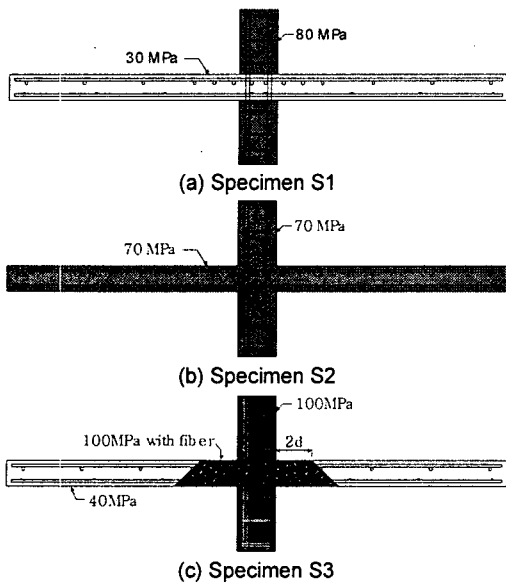 80 MPa
30 MPa
(a) Specimen S1
70 MPa
70 MPa
(b) Specimen S2
100MPa
100MPa with fiber
2d
40MPa
(c) Specimen S3